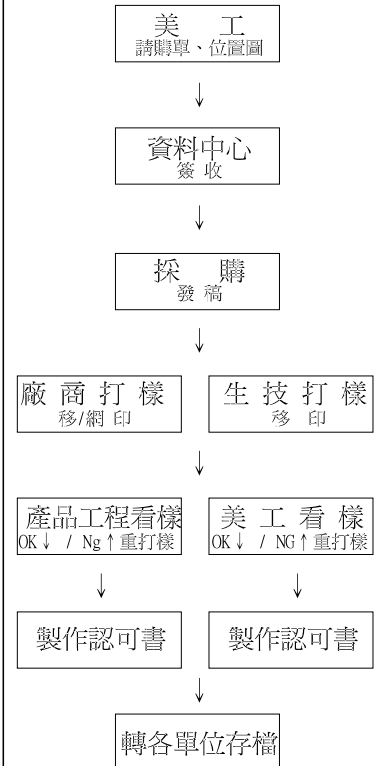 美 工
請購單、位置圖
↓
資料中心
簽 收
↓
採 購
發 稿
↓
廠 商 打 樣
移/網 印
生 技 打 樣
移 印
↓
產品工程看樣
OK↓ / Ng↑重打樣
美 工 看 樣
OK↓ / NG↑重打樣
↓ ↓
製作認可書
製作認可書
↓
轉各單位存檔